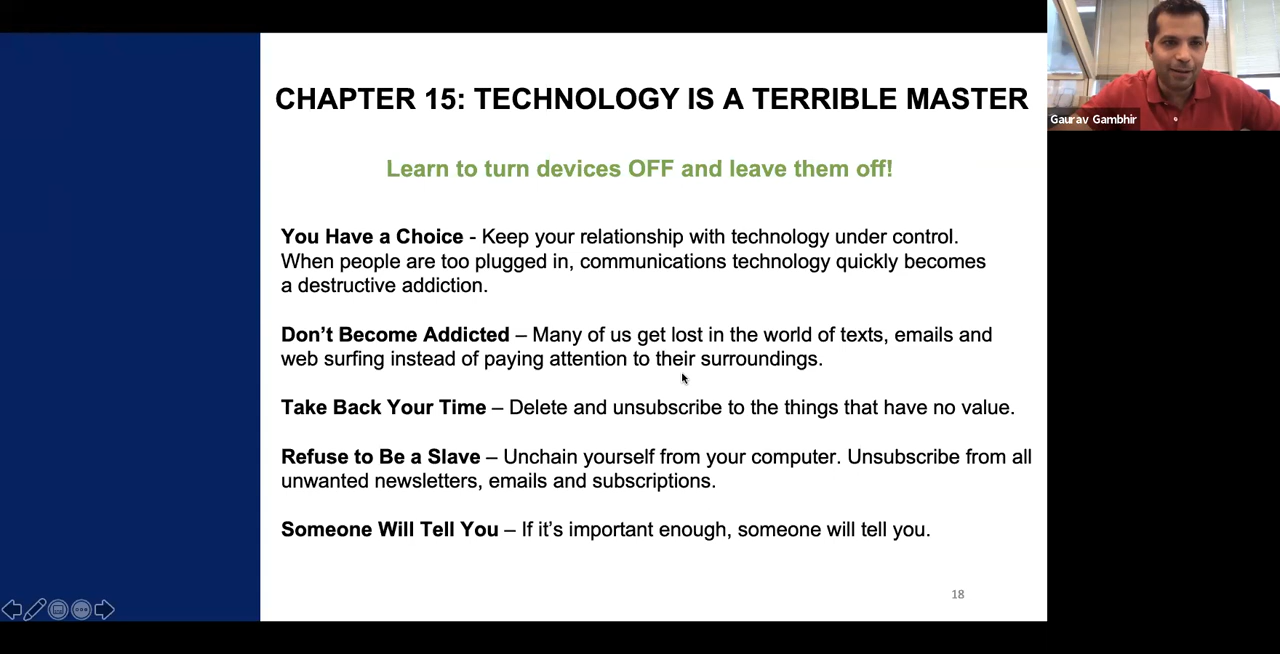 CHAPTER 15: TECHNOLOGY IS A TERRIBLE MASTER
Gaurav Gambhir
Learn to turn devices OFF and leave them off!
You Have a Choice - Keep your relationship with technology under control.
When people are too plugged in, communications technology quickly becomes
a destructive addiction.
Don’t Become Addicted – Many of us get lost in the world of texts, emails and
web surfing instead of paying attention to their surroundings.
Take Back Your Time – Delete and unsubscribe to the things that have no value.
Refuse to Be a Slave – Unchain yourself from your computer. Unsubscribe from all
unwanted newsletters, emails and subscriptions.
Someone Will Tell You – If it’s important enough, someone will tell you.
18